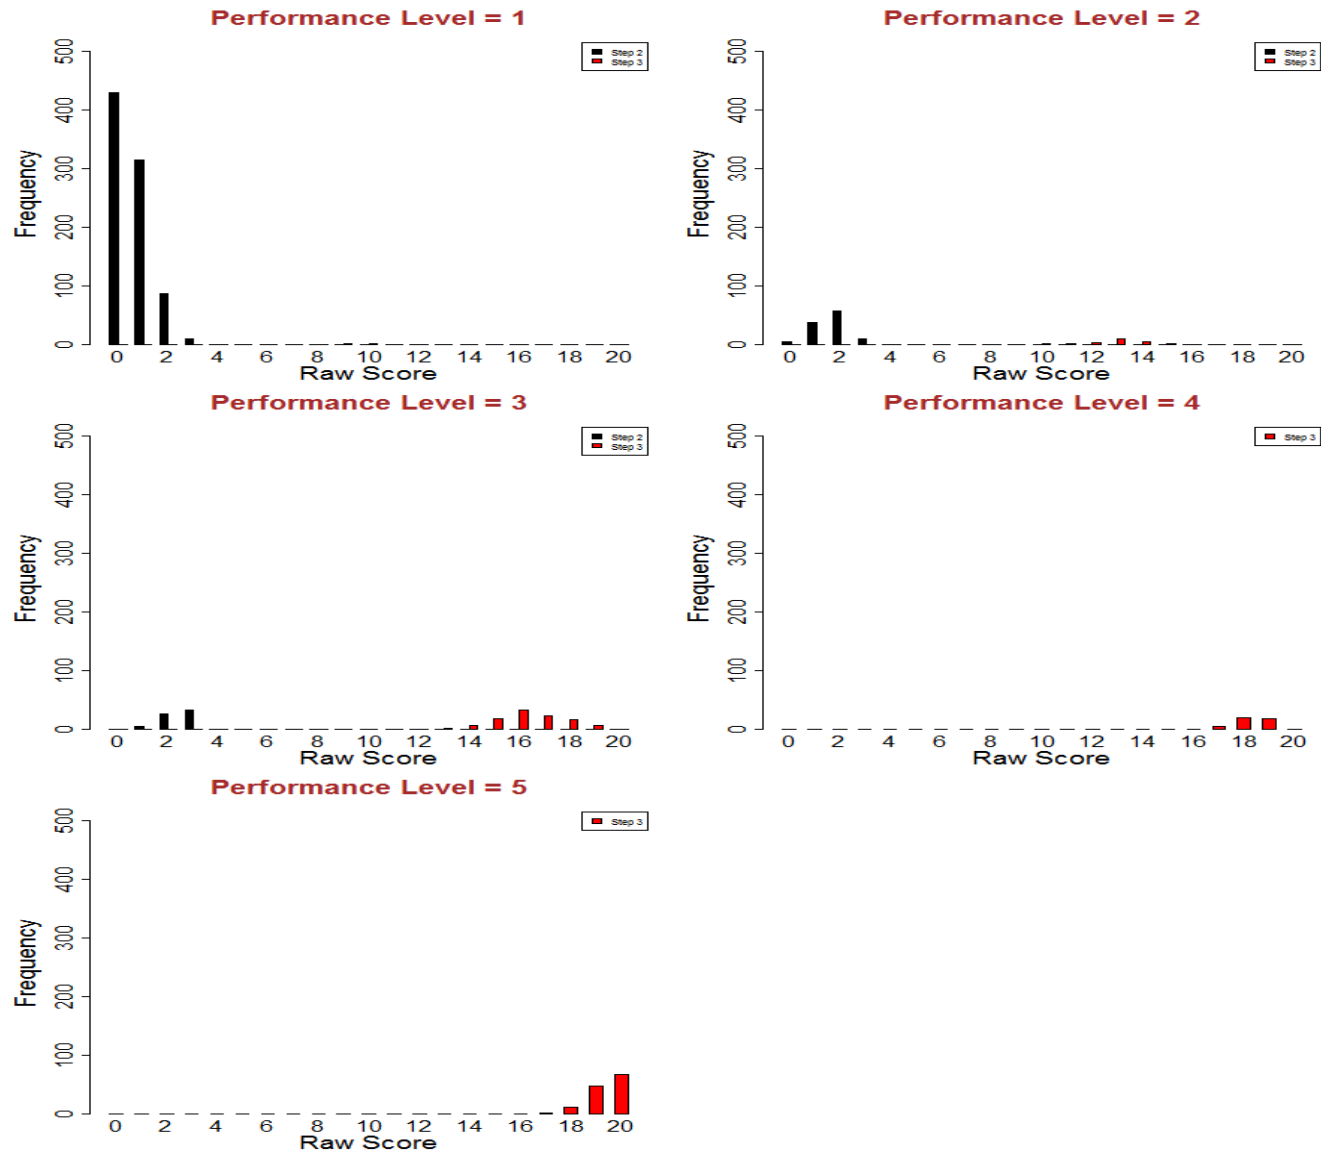 Performance Level = 1
Step 2
Step 3
Frequency
500
400
300
200
100
0
0 2 4 6 8 10 12 14 16 18 20
Raw Score
Performance Level = 2
Step 2
Step 3
Frequency
500
400
300
200
100
0
0 2 4 6 8 10 12 14 16 18 20
Raw Score
Performance Level = 3
Step 2
Step 3
Frequency
500
400
300
200
100
0
0 2 4 6 8 10 12 14 16 18 20
Raw Score
Performance Level = 4
Step 3
Frequency
500
400
300
200
100
0
0 2 4 6 8 10 12 14 16 18 20
Raw Score
Performance Level = 5
Step 3
Frequency
500
400
300
200
100
0
0 2 4 6 8 10 12 14 16 18 20
Raw Score